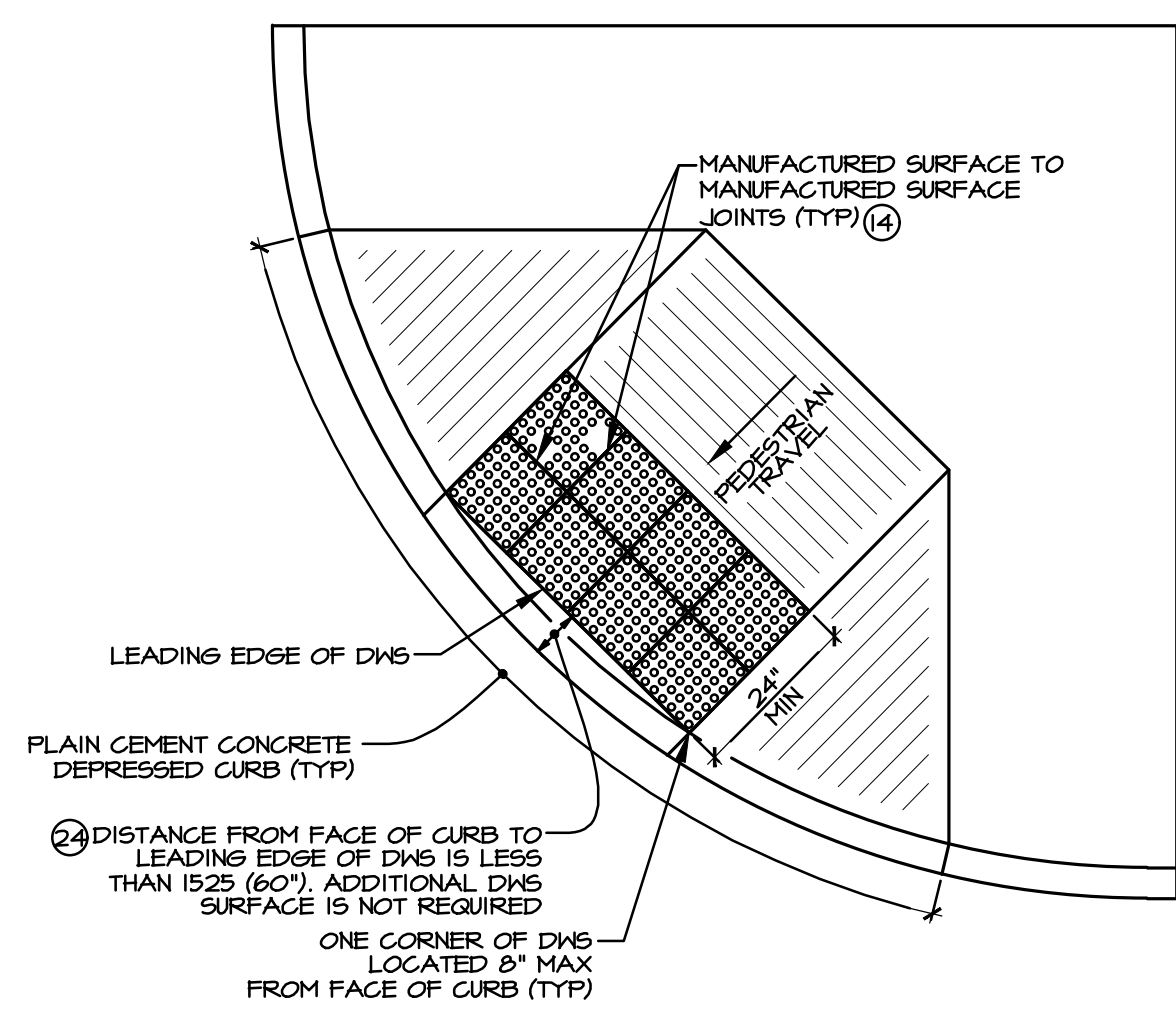 MANUFACTURED SURFACE TO
MANUFACTURED SURFACE
JOINTS (TYP) 14
PEDESTRIAN
TRAVEL
LEADING EDGE OF DWS
24"
MIN
PLAIN CEMENT CONCRETE
DEPRESSED CURB (TYP)
24 DISTANCE FROM FACE OF CURB TO
LEADING EDGE OF DWS IS LESS
THAN 1525 (60"). ADDITIONAL DWS
SURFACE IS NOT REQUIRED
ONE CORNER OF DWS
LOCATED 8" MAX
FROM FACE OF CURB (TYP)